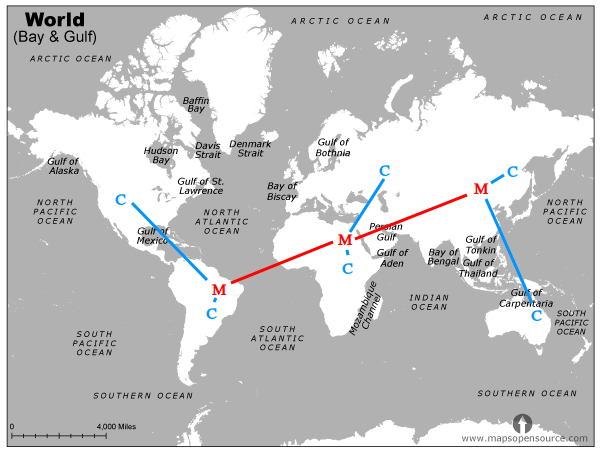 World
(Bay & Gulf)
ARCTIC OCEAN
ARCTIC OCEAN
ARCTIC OCEAN
Baffin
Bay
Hudson
Bay
Davis
Strait
Denmark
Strait
Gulf of
Bothnia
Gulf of
Alaska
Gulf of St.
Lawrence
Bay of
Biscay
C
C
C
M
NORTH
PACIFIC
OCEAN
NORTH
ATLANTIC
OCEAN
NORTH
PACIFIC
OCEAN
Gulf of
Mexico
M
Persian
Gulf
Gulf of
Aden
C
Bay of
Bengal
Gulf of
Tonkin
Gulf of
Thailand
M
C
Mozambique
Channel
INDIAN
OCEAN
Gulf of
Carpentaria
C
SOUTH
PACIFIC
OCEAN
SOUTH
PACIFIC
OCEAN
SOUTH
ATLANTIC
OCEAN
SOUTHERN OCEAN
SOUTHERN OCEAN
0
4,000 Miles
www.mapsopensource.com